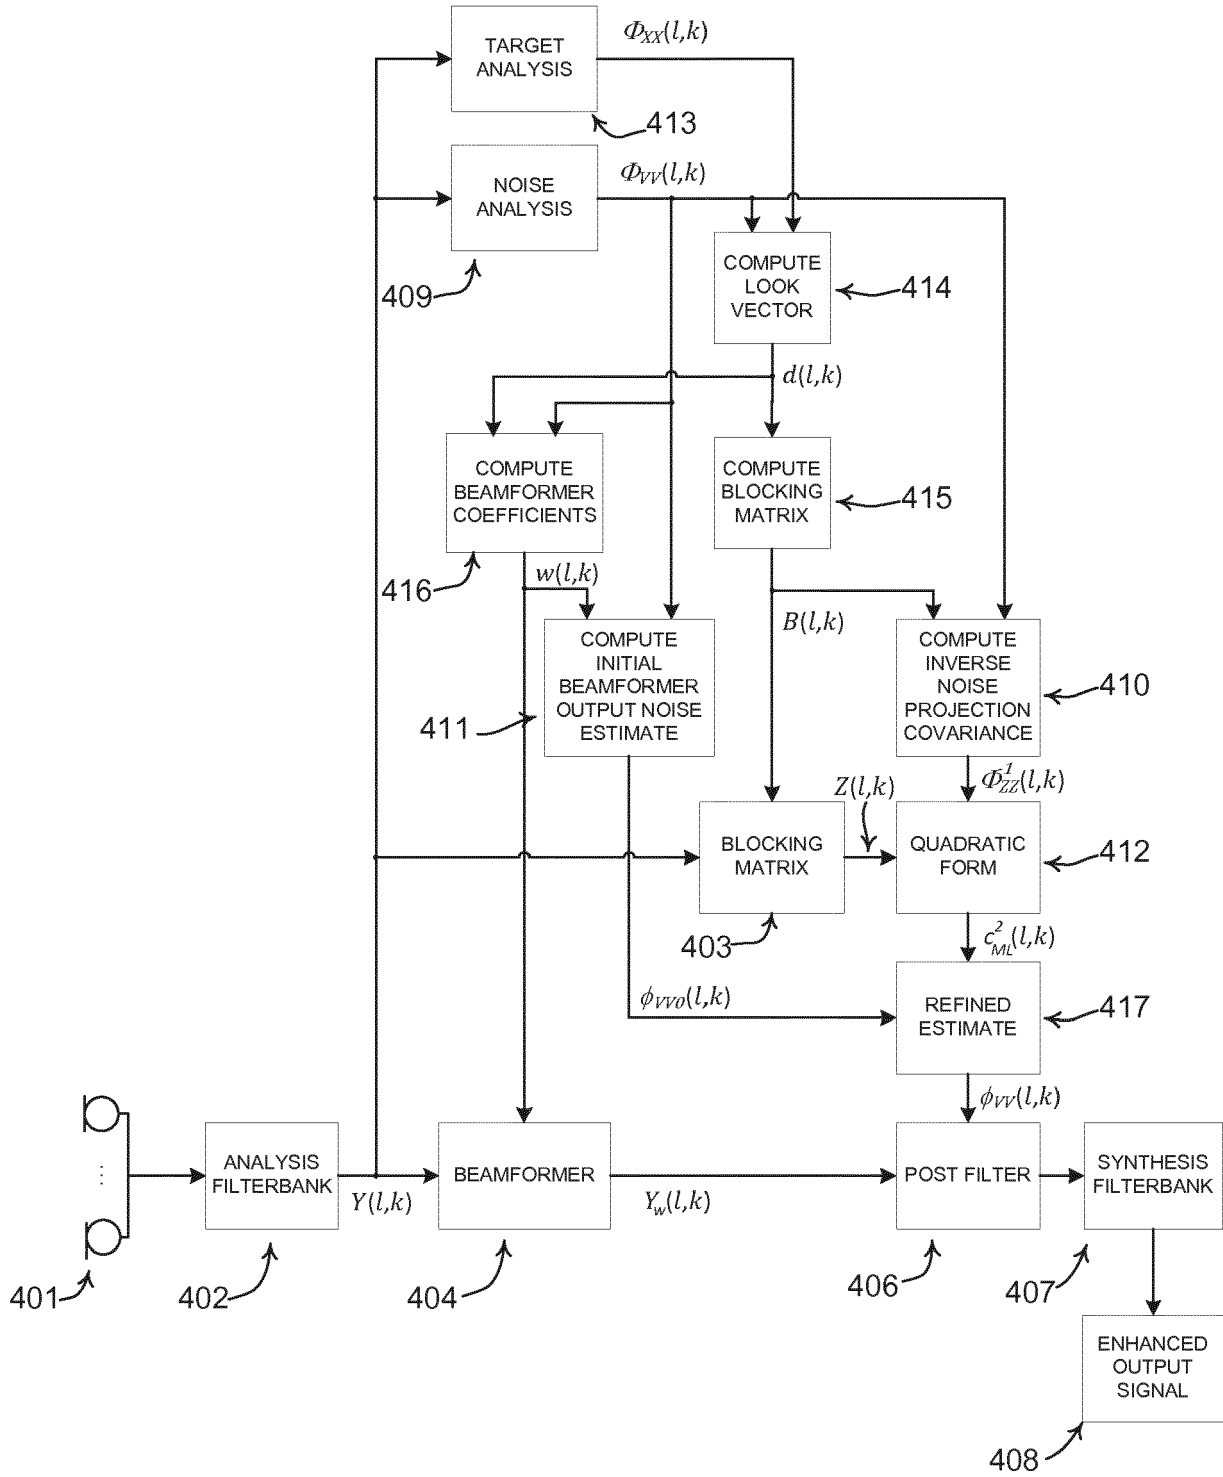 TARGET
ANALYSIS
Φ_XX(l,k)
413
NOISE
ANALYSIS
Φ_VV(l,k)
409
COMPUTE
LOOK
VECTOR
414
d(l,k)
COMPUTE
BEAMFORMER
COEFFICIENTS
416
COMPUTE
BLOCKING
MATRIX
415
w(l,k)
B(l,k)
COMPUTE
INITIAL
BEAMFORMER
OUTPUT NOISE
ESTIMATE
411
COMPUTE
INVERSE
NOISE
PROJECTION
COVARIANCE
410
Φ_ZZ^1(l,k)
Z(l,k)
BLOCKING
MATRIX
403
QUADRATIC
FORM
412
c_ML^2(l,k)
ϕ_VV0(l,k)
REFINED
ESTIMATE
417
ϕ_VV(l,k)
...
401
ANALYSIS
FILTERBANK
402
Y(l,k)
BEAMFORMER
404
Y_w(l,k)
POST FILTER
406
SYNTHESIS
FILTERBANK
407
ENHANCED
OUTPUT
SIGNAL
408